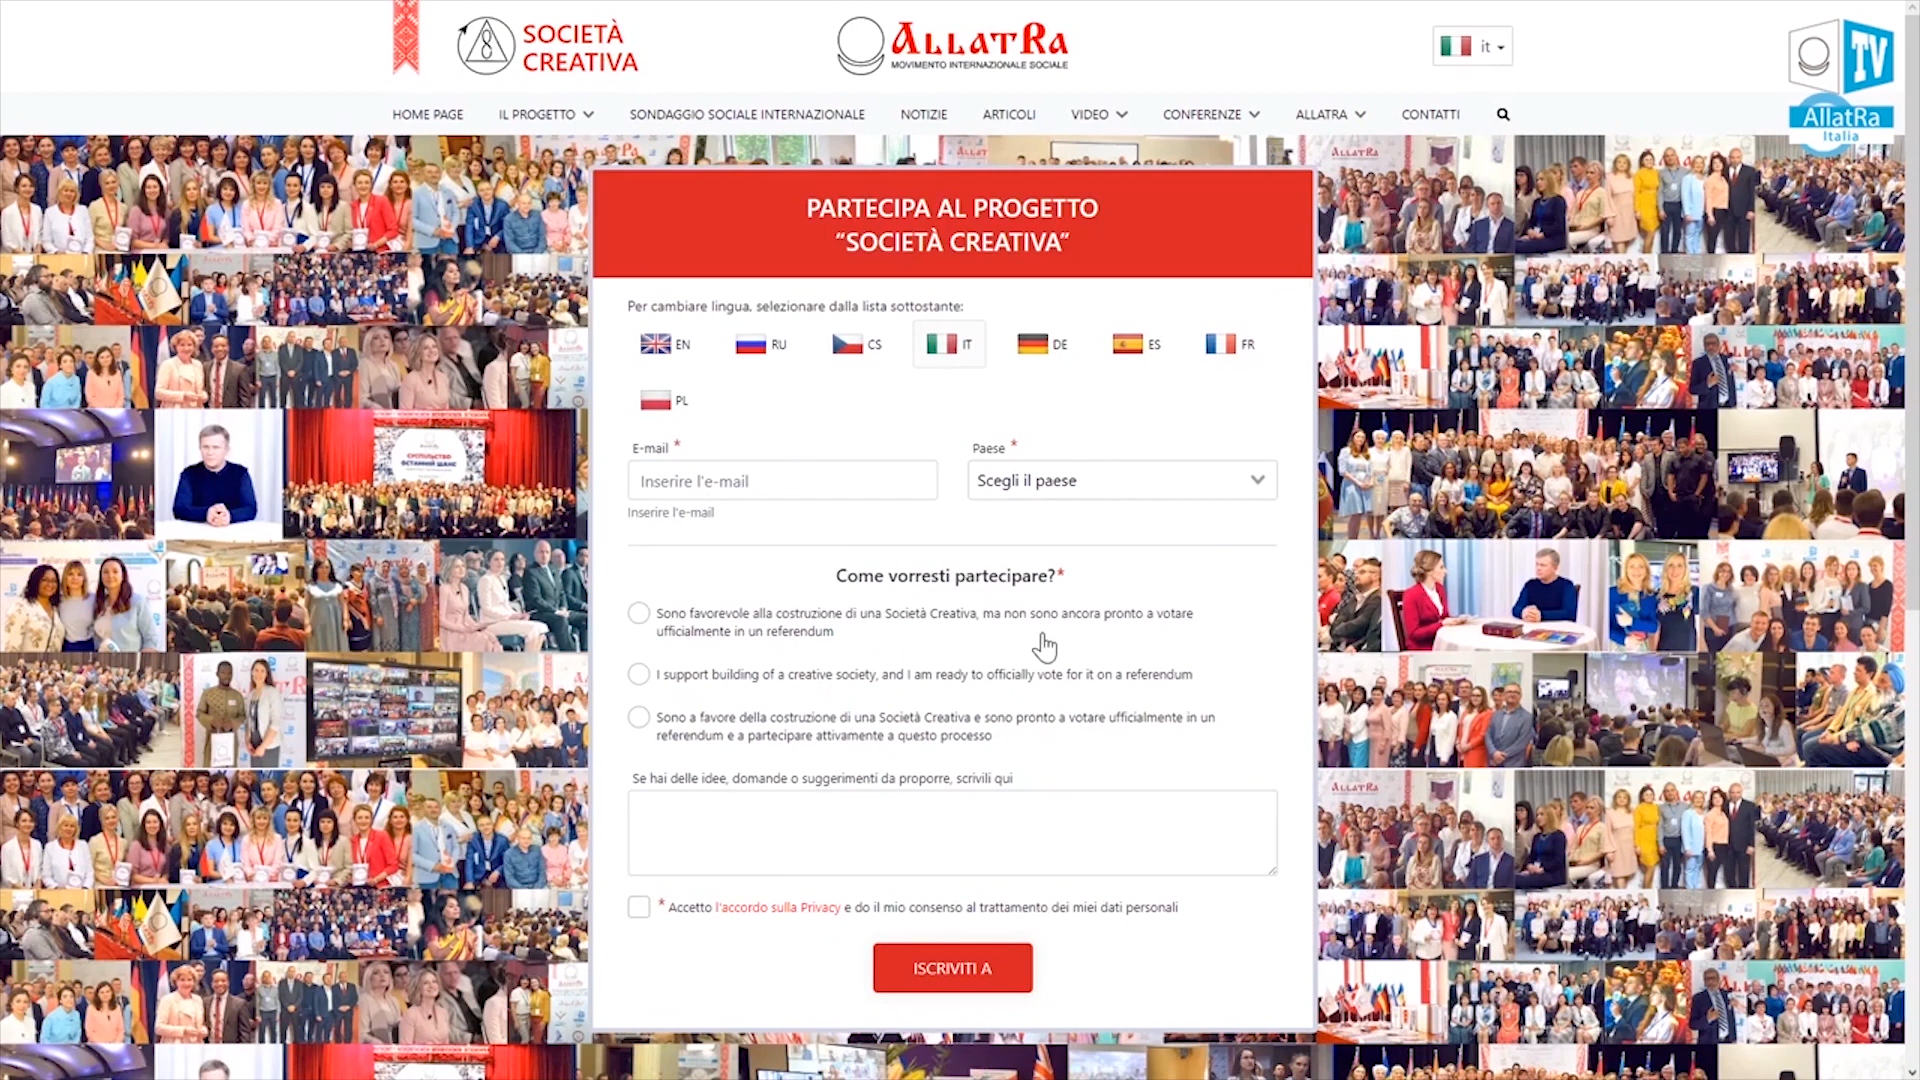 SOCIETÀ
CREATIVA
ALLATRA
MOVIMENTO INTERNAZIONALE SOCIALE
it
TV
AllatRa
Italia
HOME PAGE
IL PROGETTO
SONDAGGIO SOCIALE INTERNAZIONALE
NOTIZIE
ARTICOLI
VIDEO
CONFERENZE
ALLATRA
CONTATTI
PARTECIPA AL PROGETTO
“SOCIETÀ CREATIVA”
Per cambiare lingua, selezionare dalla lista sottostante:
EN
RU
CS
IT
DE
ES
FR
PL
E-mail *
Paese *
Inserire l'e-mail
Scegli il paese
Inserire l'e-mail
Come vorresti partecipare?*
Sono favorevole alla costruzione di una Società Creativa, ma non sono ancora pronto a votare
ufficialmente in un referendum
I support building of a creative society, and I am ready to officially vote for it on a referendum
Sono a favore della costruzione di una Società Creativa e sono pronto a votare ufficialmente in un
referendum e a partecipare attivamente a questo processo
Se hai delle idee, domande o suggerimenti da proporre, scrivili qui
* Accetto l'accordo sulla Privacy e do il mio consenso al trattamento dei miei dati personali
ISCRIVITI A